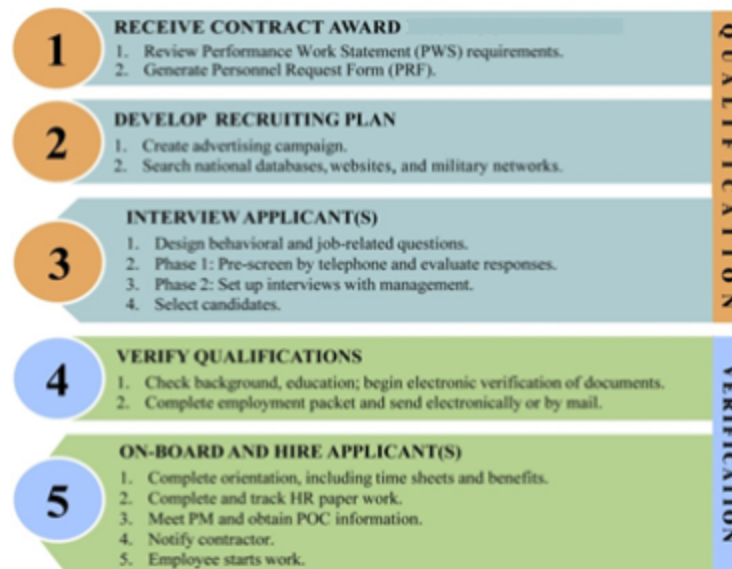 1
RECEIVE CONTRACT AWARD
1. Review Performance Work Statement (PWS) requirements.
2. Generate Personnel Request Form (PRF).
2
DEVELOP RECRUITING PLAN
1. Create advertising campaign.
2. Search national databases, websites, and military networks.
3
INTERVIEW APPLICANT(S)
1. Design behavioral and job-related questions.
2. Phase 1: Pre-screen by telephone and evaluate responses.
3. Phase 2: Set up interviews with management.
4. Select candidates.
QUALIFICATION
4
VERIFY QUALIFICATIONS
1. Check background, education; begin electronic verification of documents.
2. Complete employment packet and send electronically or by mail.
5
ON-BOARD AND HIRE APPLICANT(S)
1. Complete orientation, including time sheets and benefits.
2. Complete and track HR paper work.
3. Meet PM and obtain POC information.
4. Notify contractor.
5. Employee starts work.
VERIFICATION